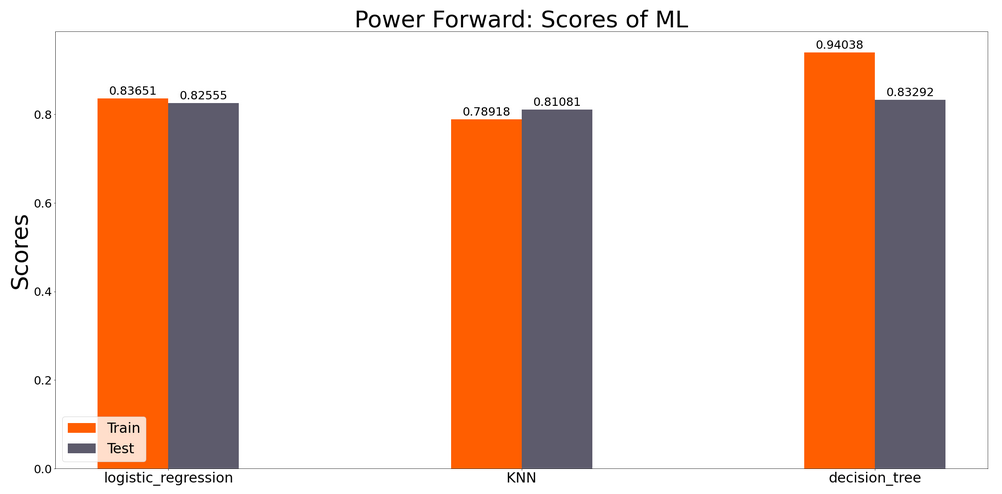 Power Forward: Scores of ML
Scores
0.8
0.6
0.4
0.2
0.0
0.83651
0.82555
0.78918
0.81081
0.94038
0.83292
Train
Test
logistic_regression
KNN
decision_tree